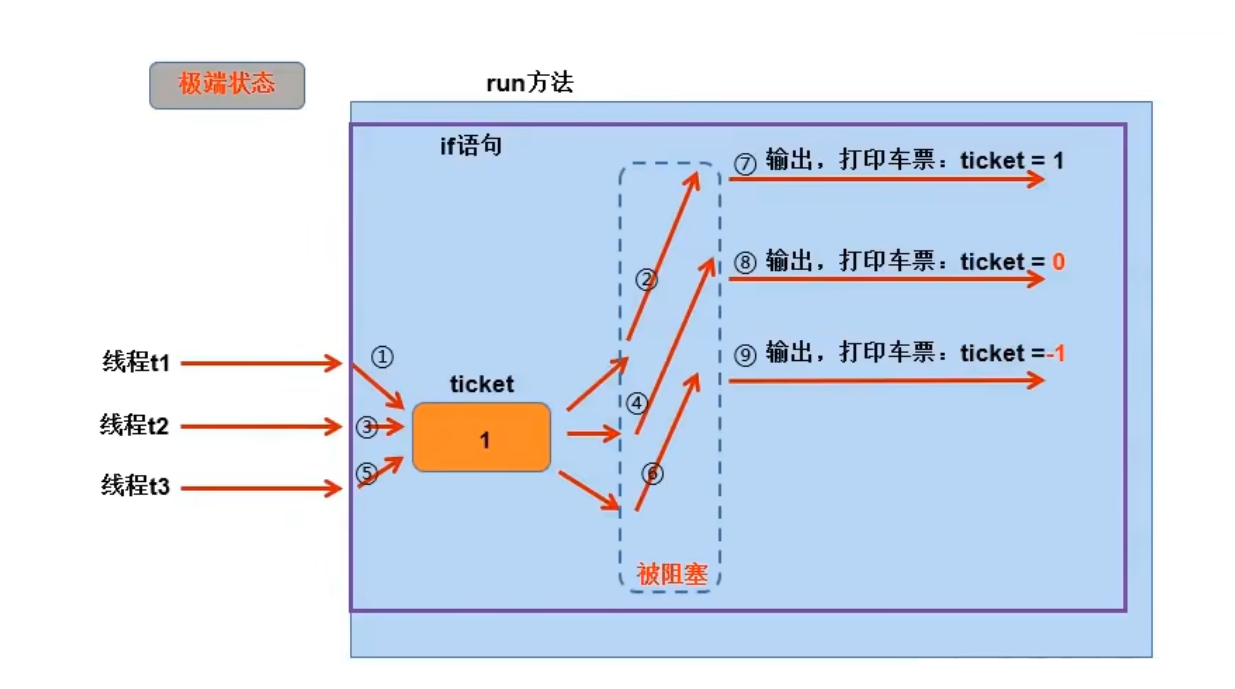 极端状态
run方法
if语句
⑦ 输出，打印车票：ticket = 1
②
⑧ 输出，打印车票：ticket = 0
⑨ 输出，打印车票：ticket =-1
线程t1
①
ticket
④
线程t2
③
1
线程t3
⑤
⑥
被阻塞